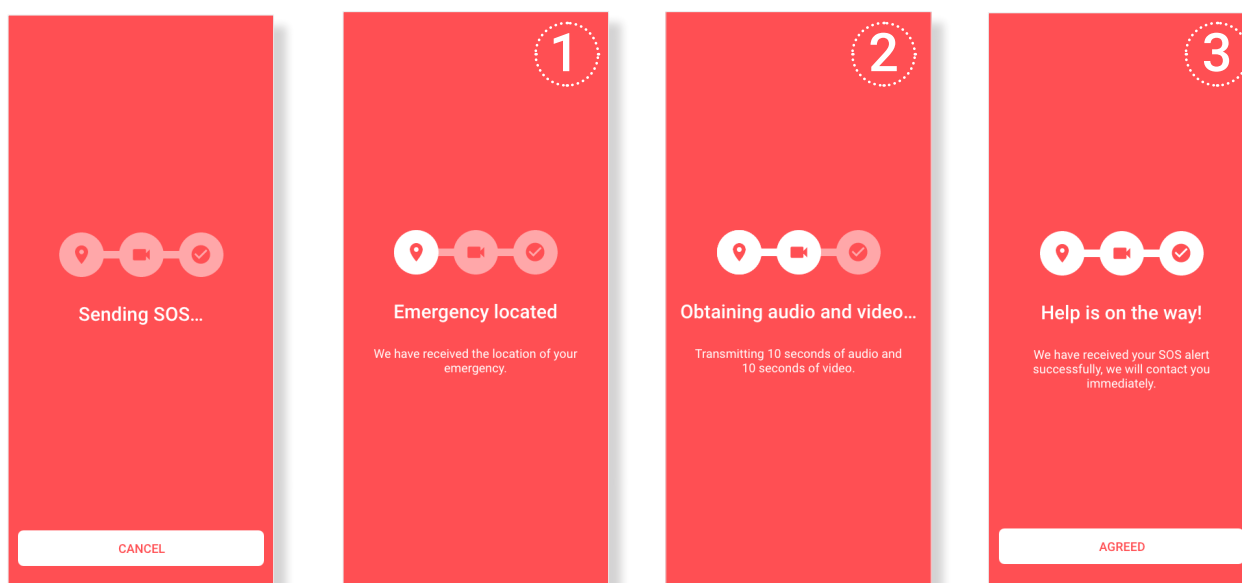 Sending SOS...
CANCEL
1
Emergency located
We have received the location of your
emergency.
2
Obtaining audio and video...
Transmitting 10 seconds of audio and
10 seconds of video.
3
Help is on the way!
We have received your SOS alert
successfully, we will contact you
immediately.
AGREED